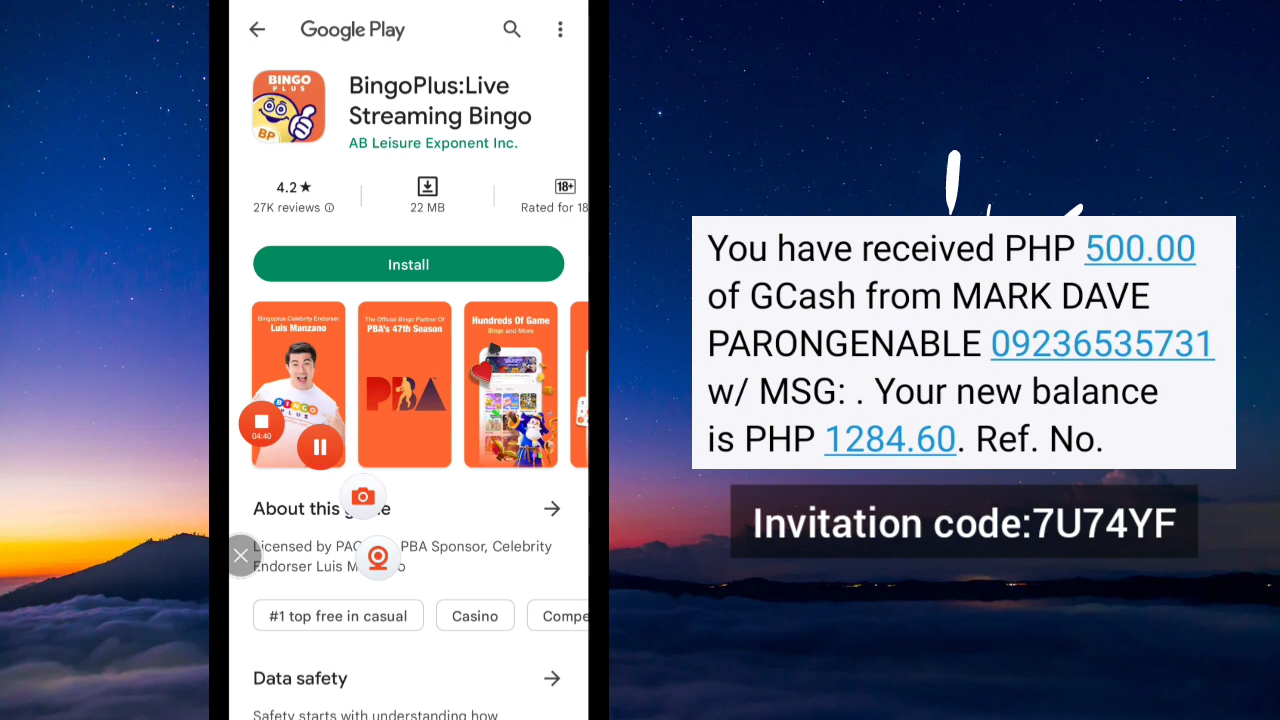 Google Play
BINGO
PLUS
BP
BingoPlus:Live
Streaming Bingo
AB Leisure Exponent Inc.
4.2★
27K reviews
22 MB
18+
Rated for 18
Install
Bingoplus Celebrity Endorser
Luis Manzano
BINGO
PLUS
The Official Bingo Partner Of
PBA's 47th Season
PBA
Hundreds Of Game
Bingo and More
04:40
About this
Licensed by PAGC PBA Sponsor, Celebrity
Endorser Luis
#1 top free in casual
Casino
Compe
Data safety
Safety starts with understanding how
You have received PHP 500.00
of GCash from MARK DAVE
PARONGENABLE 09236535731
w/ MSG: . Your new balance
is PHP 1284.60. Ref. No.
Invitation code:7U74YF